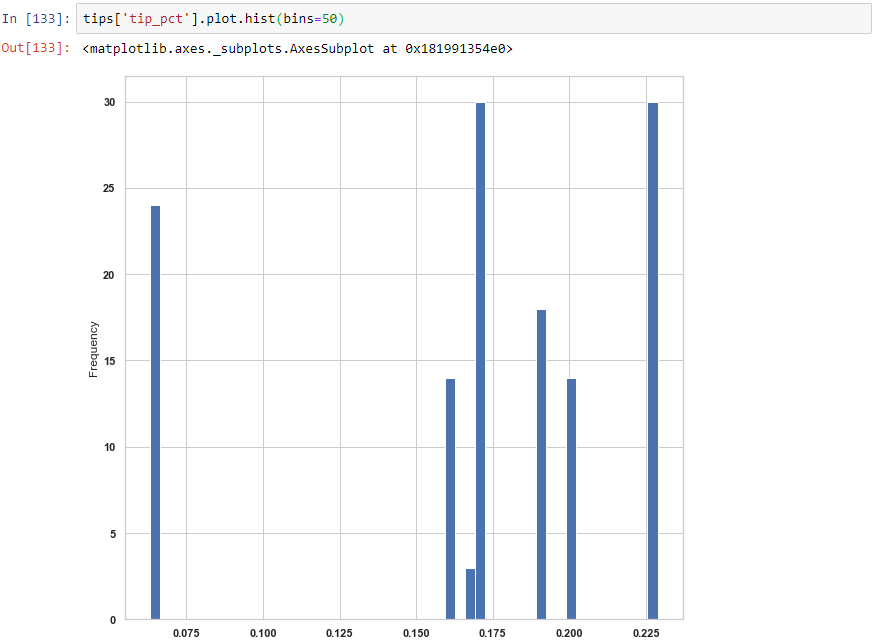 In [133]: tips['tip_pct'].plot.hist(bins=50)
Out[133]: <matplotlib.axes._subplots.AxesSubplot at 0x181991354e0>
30
25
20
15
10
5
0
Frequency
0.075 0.100 0.125 0.150 0.175 0.200 0.225